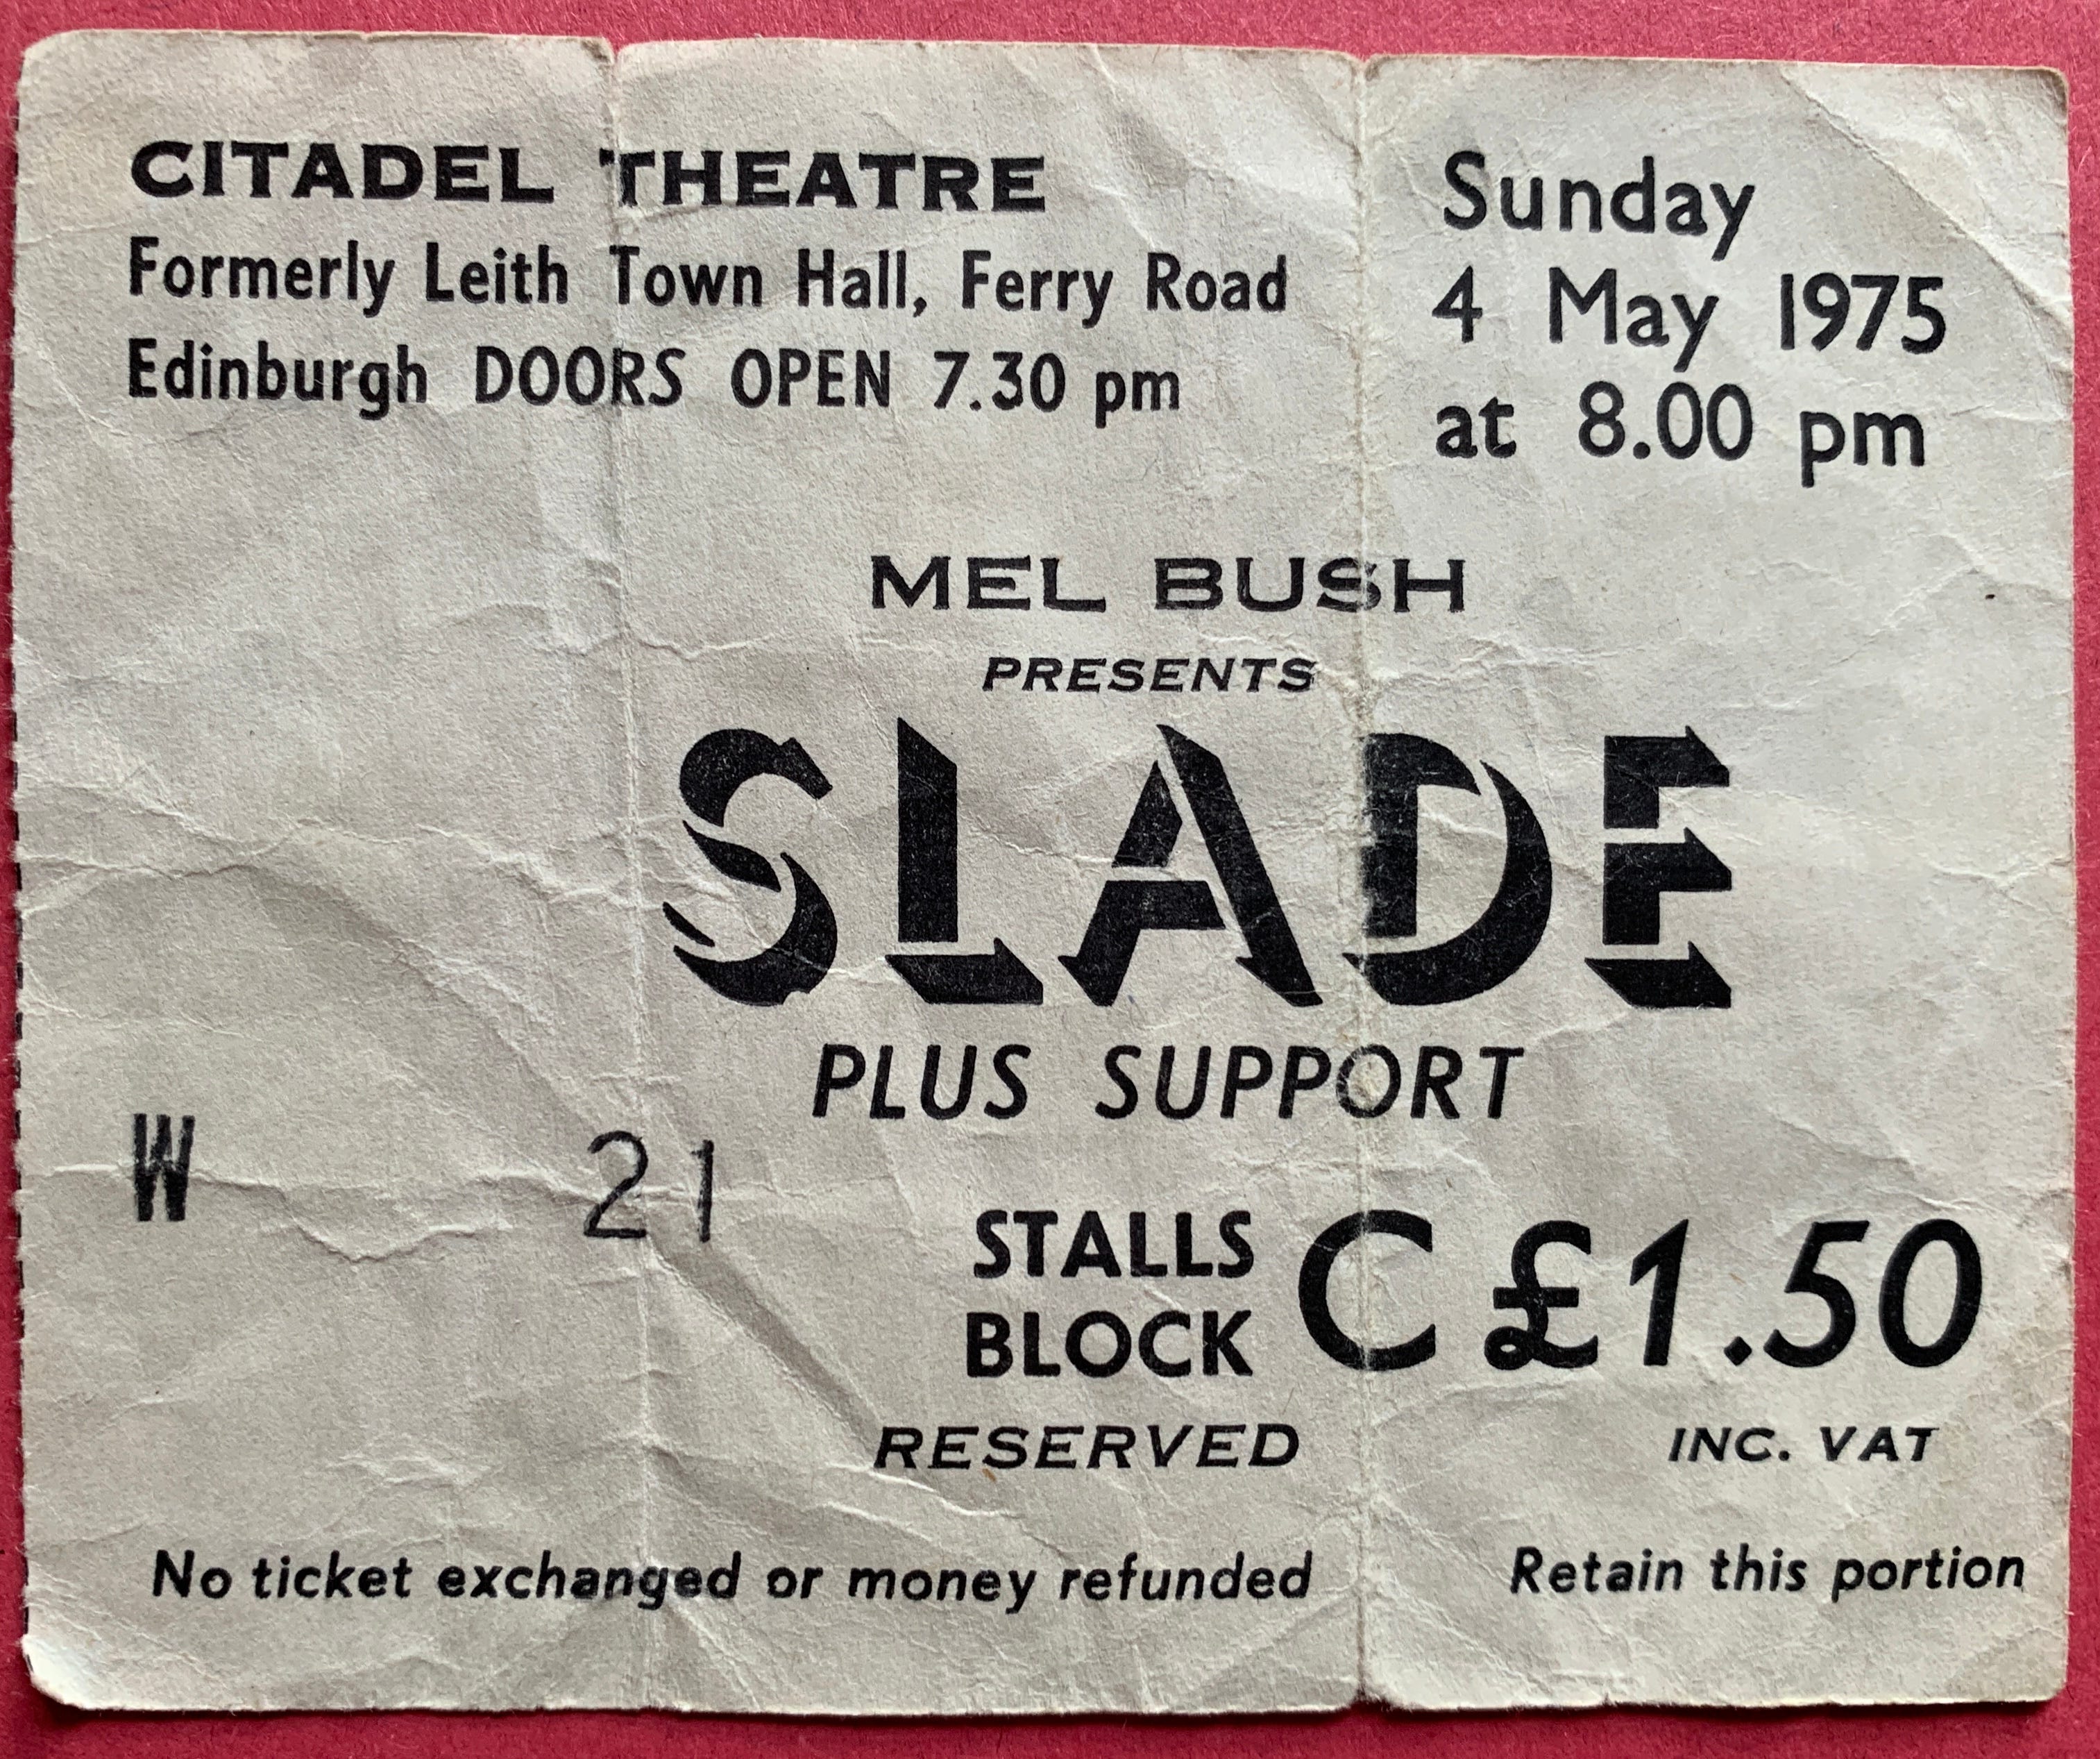 CITADEL THEATRE
Formerly Leith Town Hall, Ferry Road
Edinburgh DOORS OPEN 7.30 pm
Sunday
4 May 1975
at 8.00 pm
MEL BUSH
PRESENTS
SLADE
PLUS SUPPORT
W 21
STALLS
BLOCK C £1.50
RESERVED INC. VAT
No ticket exchanged or money refunded
Retain this portion